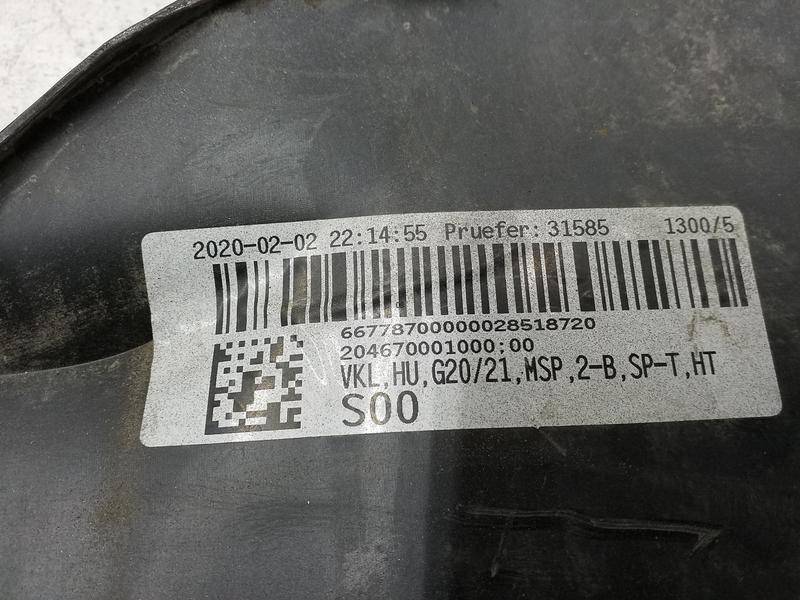 2020-02-02 22:14:55 Pruefer: 31585 1300/5
66778700000028518720
204670001000;00
VKL,HU,G20/21,MSP,2-B,SP-T,HT
S00